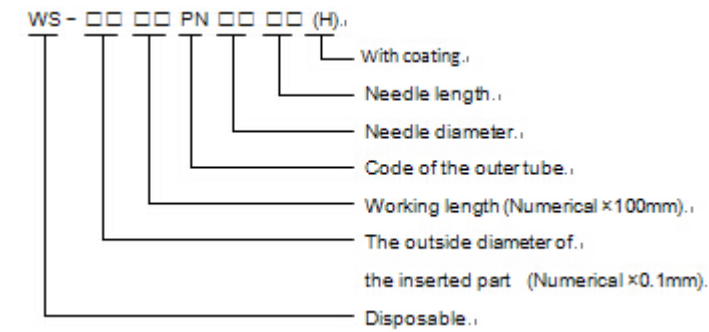 WS-□□ □□ PN □□ □□ (H).
With coating.
Needle length.
Needle diameter.
Code of the outer tube.
Working length (Numerical ×100mm).
The outside diameter of.
the inserted part (Numerical ×0.1mm).
Disposable.